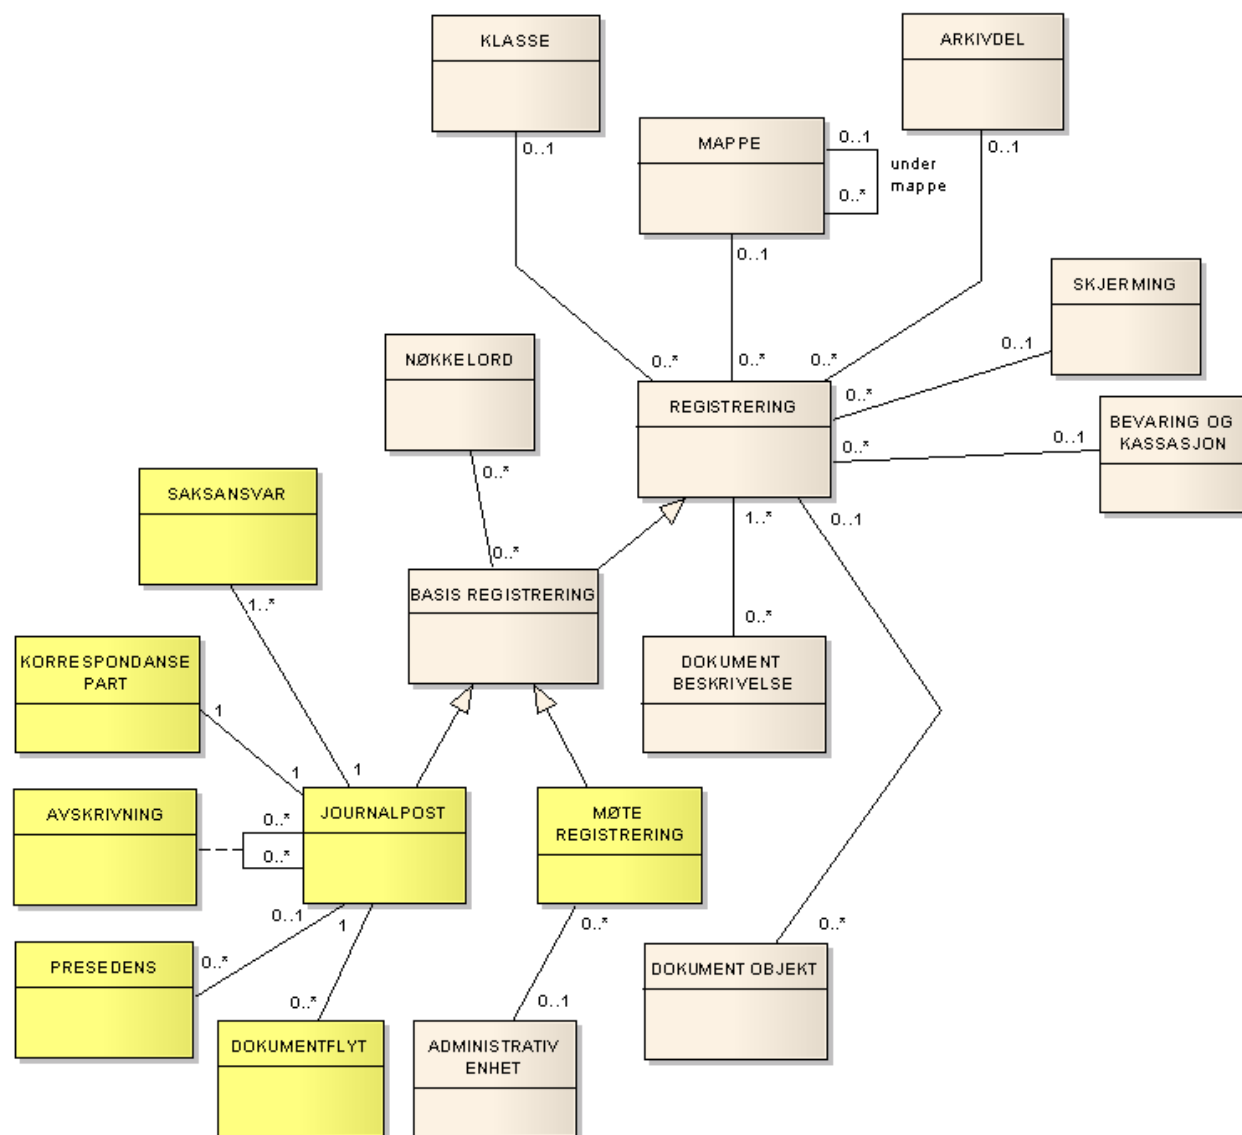 KLASSE
ARKIVDEL
MAPPE
0..1
0..1
0..1
under
mappe
0..*
0..1
SKJERMING
NØKKELORD
0..1
0..*
0..*
0..*
0..*
REGISTRERING
BEVARING OG
KASSASJON
0..*
0..1
SAKSANSVAR
0..*
1..*
0..1
0..*
BASIS REGISTRERING
1..*
0..*
KORRESPONDANSE
PART
DOKUMENT
BESKRIVELSE
1
1
1
AVSKRIVNING
JOURNALPOST
MØTE
REGISTRERING
0..*
0..*
0..1
1
0..*
0..*
PRESEDENS
0..*
DOKUMENT OBJEKT
0..*
0..1
DOKUMENTFLYT
ADMINISTRATIV
ENHET